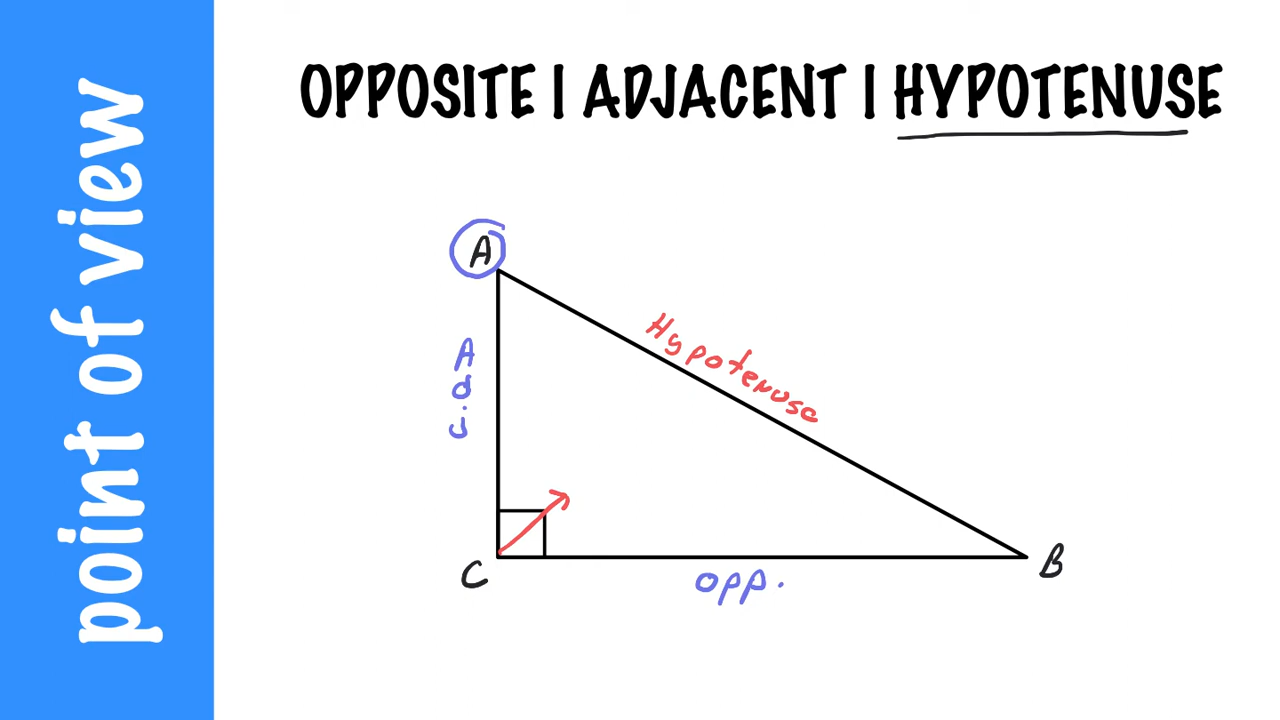 point of view
OPPOSITE | ADJACENT | HYPOTENUSE
A
Hypotenuse
Adj.
C
B
opp.